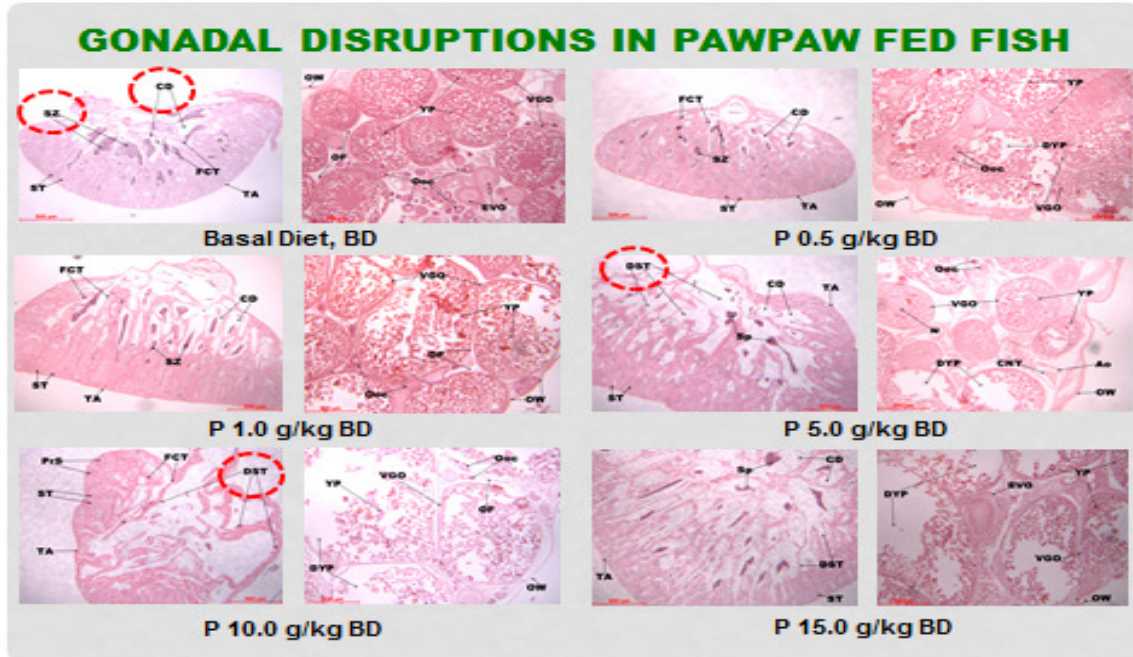 GONADAL DISRUPTIONS IN PAWPAW FED FISH
CD
SZ
FCT
ST
TA
OW
YP
VGO
OF
Ooc
EVO
FCT
CD
SZ
ST
TA
YP
DYP
Ooc
OW
VGO
Basal Diet, BD
P 0.5 g/kg BD
FCT
CD
SZ
ST
TA
VGO
YP
OF
Ooc
OW
DST
CD
TA
Sp
ST
Ooc
VGO
YP
N
DYP
CNT
Ao
OW
P 1.0 g/kg BD
P 5.0 g/kg BD
PrS
FCT
ST
DST
TA
Ooc
VGO
YP
OF
DYP
OW
Sp
CD
DST
TA
ST
YP
DYP
EVO
VGO
OW
P 10.0 g/kg BD
P 15.0 g/kg BD